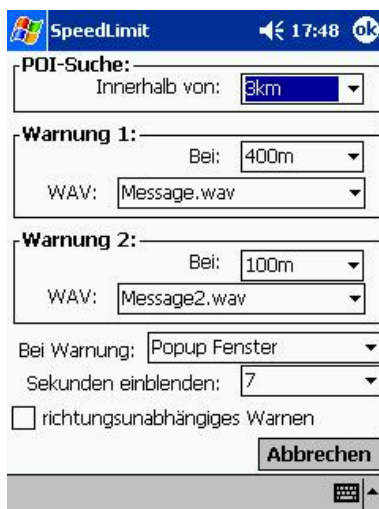 SpeedLimit 17:48 ok
POI-Suche:
Innerhalb von: 3km
Warnung 1:
Bei: 400m
WAV: Message.wav
Warnung 2:
Bei: 100m
WAV: Message2.wav
Bei Warnung: Popup Fenster
Sekunden einblenden: 7
richtungsunabhängiges Warnen
Abbrechen